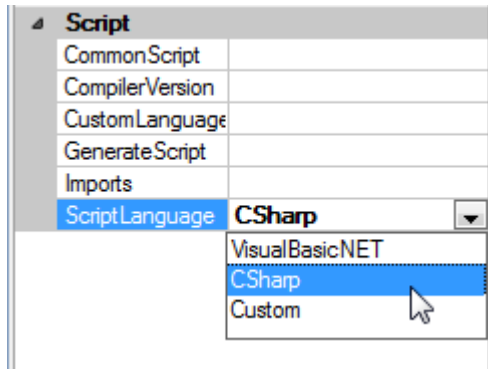 Script
CommonScript
CompilerVersion
CustomLanguage
GenerateScript
Imports
ScriptLanguage CSharp
VisualBasicNET
CSharp
Custom